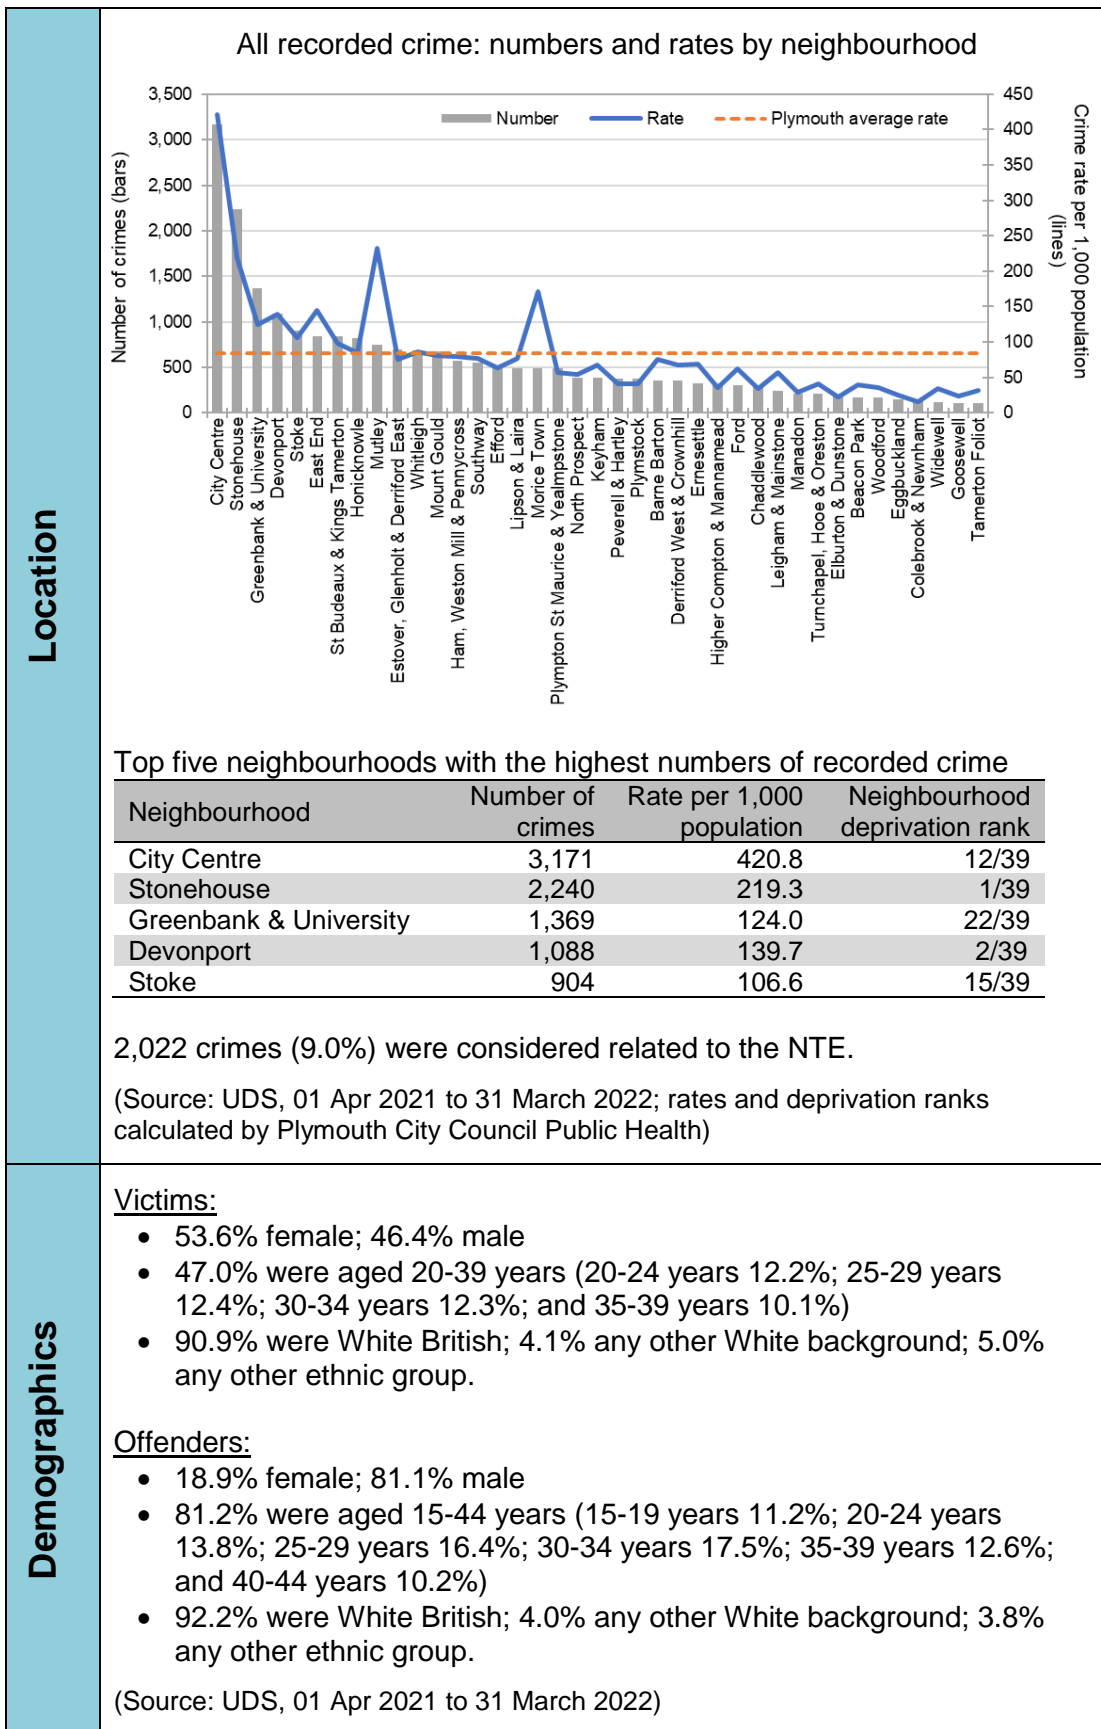 Location
All recorded crime: numbers and rates by neighbourhood
Number of crimes (bars)
3,500
3,000
2,500
2,000
1,500
1,000
500
0
Number
Rate
Plymouth average rate
450
400
350
300
250
200
150
100
50
0
Crime rate per 1,000 population
(lines)
City Centre
Stonehouse
Greenbank & University
Devonport
Stoke
East End
St Budeaux & Kings Tamerton
Honicknowle
Mutley
Estover, Glenholt & Derriford East
Whitleigh
Mount Gould
Ham, Weston Mill & Pennycross
Southway
Efford
Lipson & Laira
Morice Town
Plympton St Maurice & Yealmpstone
North Prospect
Keyham
Peverell & Hartley
Plymstock
Barne Barton
Derriford West & Crownhill
Ernesettle
Higher Compton & Mannamead
Ford
Chaddlewood
Leigham & Mainstone
Manadon
Turnchapel, Hooe & Oreston
Elburton & Dunstone
Beacon Park
Woodford
Eggbuckland
Colebrook & Newnham
Widewell
Goosewell
Tamerton Foliot
Top five neighbourhoods with the highest numbers of recorded crime
Neighbourhood Number of crimes Rate per 1,000 population Neighbourhood deprivation rank
City Centre 3,171 420.8 12/39
Stonehouse 2,240 219.3 1/39
Greenbank & University 1,369 124.0 22/39
Devonport 1,088 139.7 2/39
Stoke 904 106.6 15/39
2,022 crimes (9.0%) were considered related to the NTE.
(Source: UDS, 01 Apr 2021 to 31 March 2022; rates and deprivation ranks
calculated by Plymouth City Council Public Health)
Demographics
Victims:
• 53.6% female; 46.4% male
• 47.0% were aged 20-39 years (20-24 years 12.2%; 25-29 years
12.4%; 30-34 years 12.3%; and 35-39 years 10.1%)
• 90.9% were White British; 4.1% any other White background; 5.0%
any other ethnic group.
Offenders:
• 18.9% female; 81.1% male
• 81.2% were aged 15-44 years (15-19 years 11.2%; 20-24 years
13.8%; 25-29 years 16.4%; 30-34 years 17.5%; 35-39 years 12.6%;
and 40-44 years 10.2%)
• 92.2% were White British; 4.0% any other White background; 3.8%
any other ethnic group.
(Source: UDS, 01 Apr 2021 to 31 March 2022)